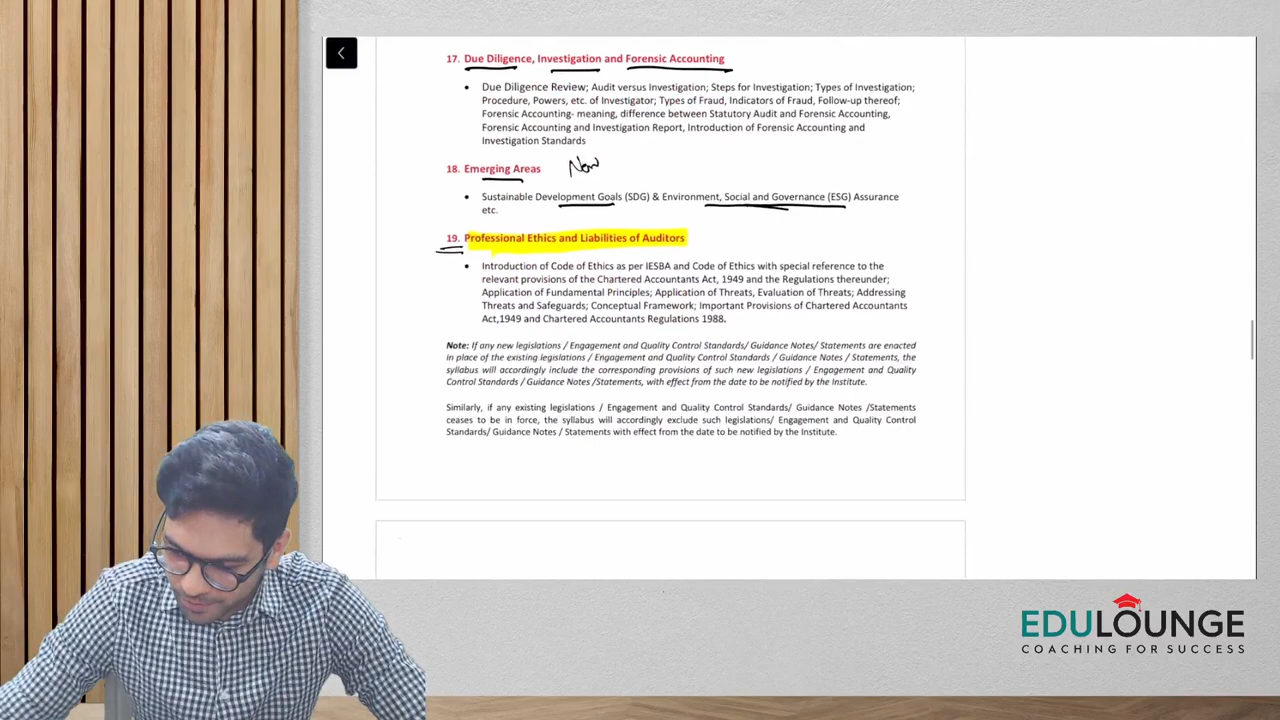 17. Due Diligence, Investigation and Forensic Accounting
• Due Diligence Review; Audit versus Investigation; Steps for Investigation; Types of Investigation;
Procedure, Powers, etc. of Investigator; Types of Fraud, Indicators of Fraud, Follow-up thereof;
Forensic Accounting- meaning, difference between Statutory Audit and Forensic Accounting,
Forensic Accounting and Investigation Report, Introduction of Forensic Accounting and
Investigation Standards
18. Emerging Areas New
• Sustainable Development Goals (SDG) & Environment, Social and Governance (ESG) Assurance
etc.
19. Professional Ethics and Liabilities of Auditors
• Introduction of Code of Ethics as per IESBA and Code of Ethics with special reference to the
relevant provisions of the Chartered Accountants Act, 1949 and the Regulations thereunder;
Application of Fundamental Principles; Application of Threats, Evaluation of Threats; Addressing
Threats and Safeguards; Conceptual Framework; Important Provisions of Chartered Accountants
Act,1949 and Chartered Accountants Regulations 1988.
Note: If any new legislations / Engagement and Quality Control Standards/ Guidance Notes/ Statements are enacted
in place of the existing legislations / Engagement and Quality Control Standards / Guidance Notes / Statements, the
syllabus will accordingly include the corresponding provisions of such new legislations / Engagement and Quality
Control Standards / Guidance Notes /Statements, with effect from the date to be notified by the Institute.
Similarly, if any existing legislations / Engagement and Quality Control Standards/ Guidance Notes /Statements
ceases to be in force, the syllabus will accordingly exclude such legislations/ Engagement and Quality Control
Standards/ Guidance Notes / Statements with effect from the date to be notified by the Institute.
EDULOUNGE
COACHING FOR SUCCESS